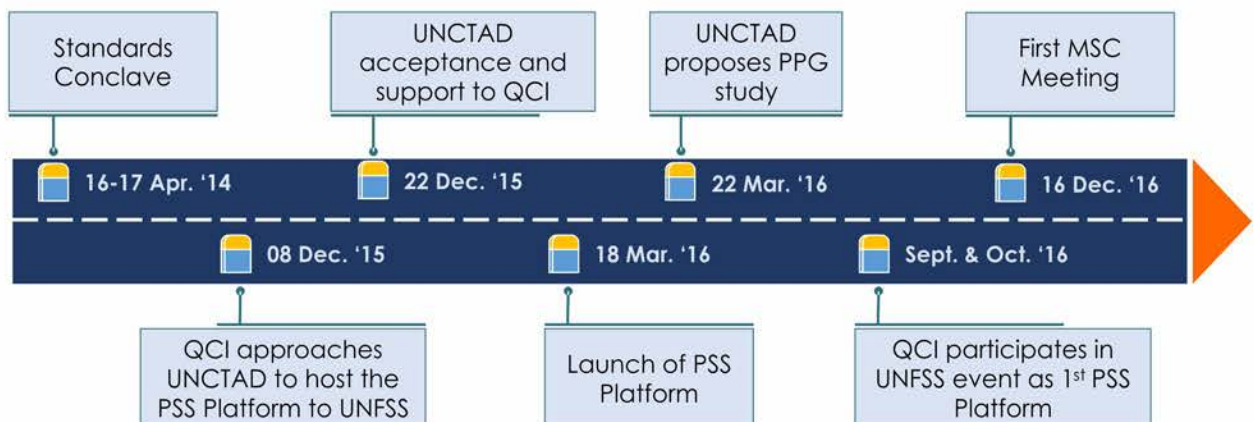 Standards
Conclave
UNCTAD
acceptance and
support to QCI
UNCTAD
proposes PPG
study
First MSC
Meeting
16-17 Apr. ‘14
22 Dec. ‘15
22 Mar. ‘16
16 Dec. ‘16
08 Dec. ‘15
18 Mar. ‘16
Sept. & Oct. ‘16
QCI approaches
UNCTAD to host the
PSS Platform to UNFSS
Launch of PSS
Platform
QCI participates in
UNFSS event as 1st PSS
Platform